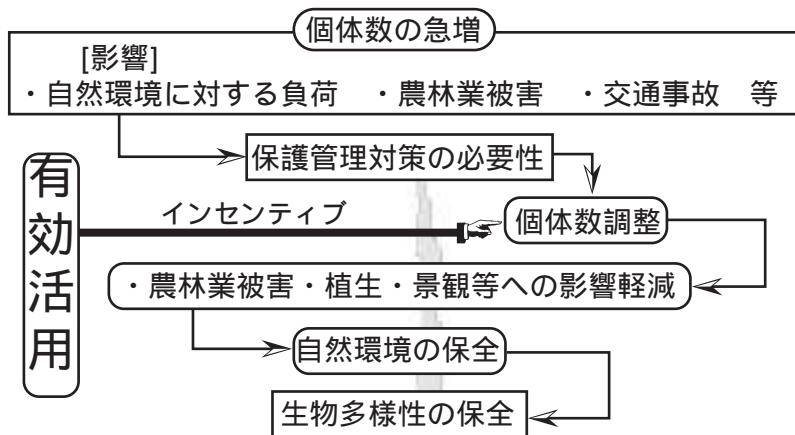 個体数の急増
[影響]
・自然環境に対する負荷　・農林業被害　・交通事故　等
保護管理対策の必要性
有効活用
インセンティブ
個体数調整
・農林業被害・植生・景観等への影響軽減
自然環境の保全
生物多様性の保全